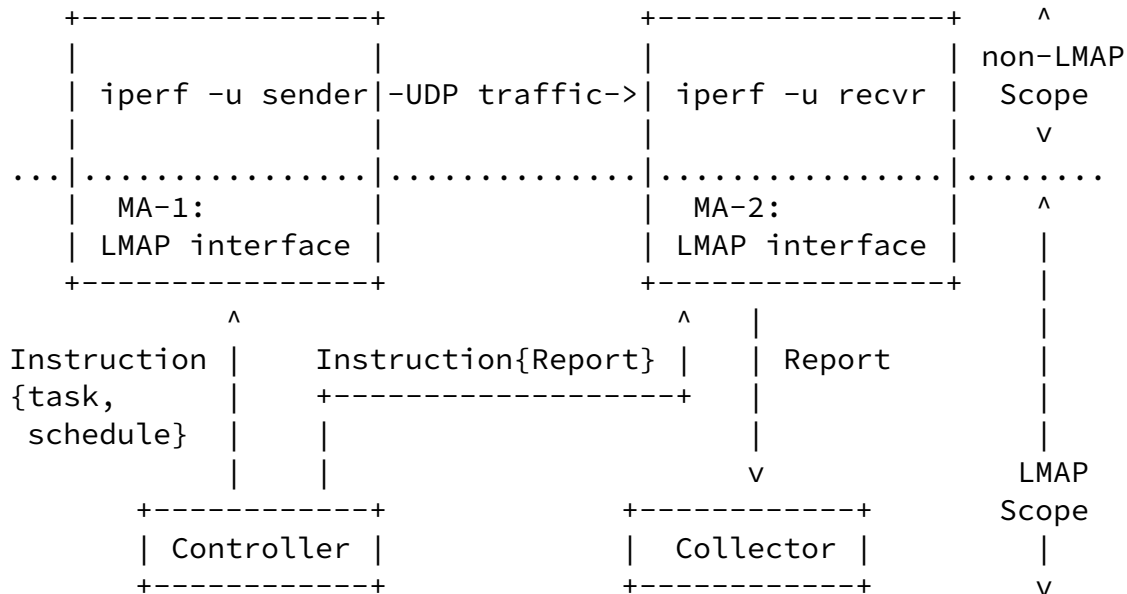 non-LMAP
iperf -u sender -UDP traffic-> iperf -u recvr Scope
MA-1: MA-2:
LMAP interface LMAP interface
Instruction Instruction{Report} Report
{task,
schedule}
LMAP
Scope
Controller Collector